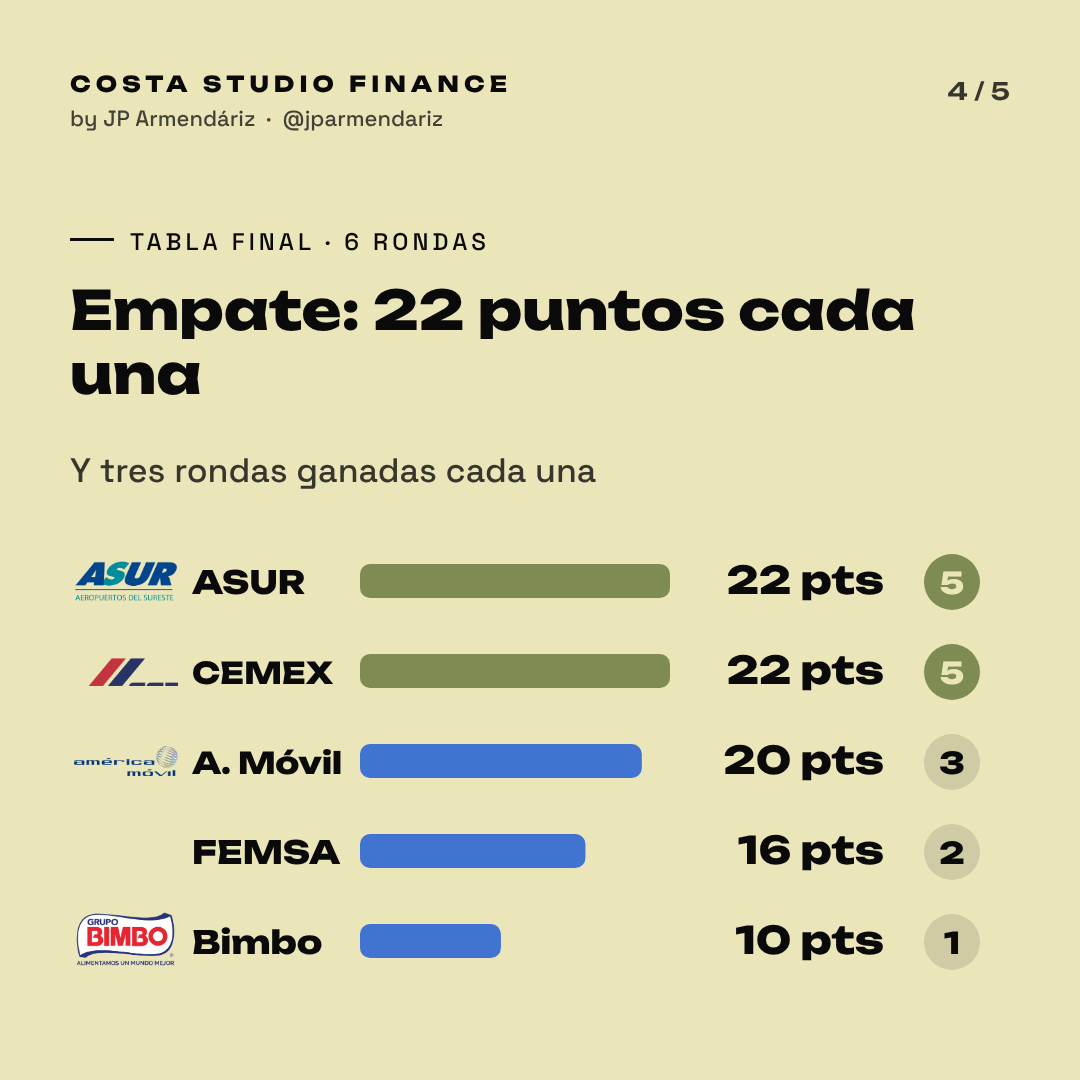 COSTA STUDIO FINANCE
by JP Armendáriz · @jparmendariz
4 / 5
TABLA FINAL · 6 RONDAS
Empate: 22 puntos cada
una
Y tres rondas ganadas cada una
ASUR
AEROPUERTOS DEL SURESTE
ASUR 22 pts 5
CEMEX 22 pts 5
américa
móvil
A. Móvil 20 pts 3
FEMSA 16 pts 2
GRUPO
BIMBO
®
ALIMENTAMOS UN MUNDO MEJOR
Bimbo 10 pts 1